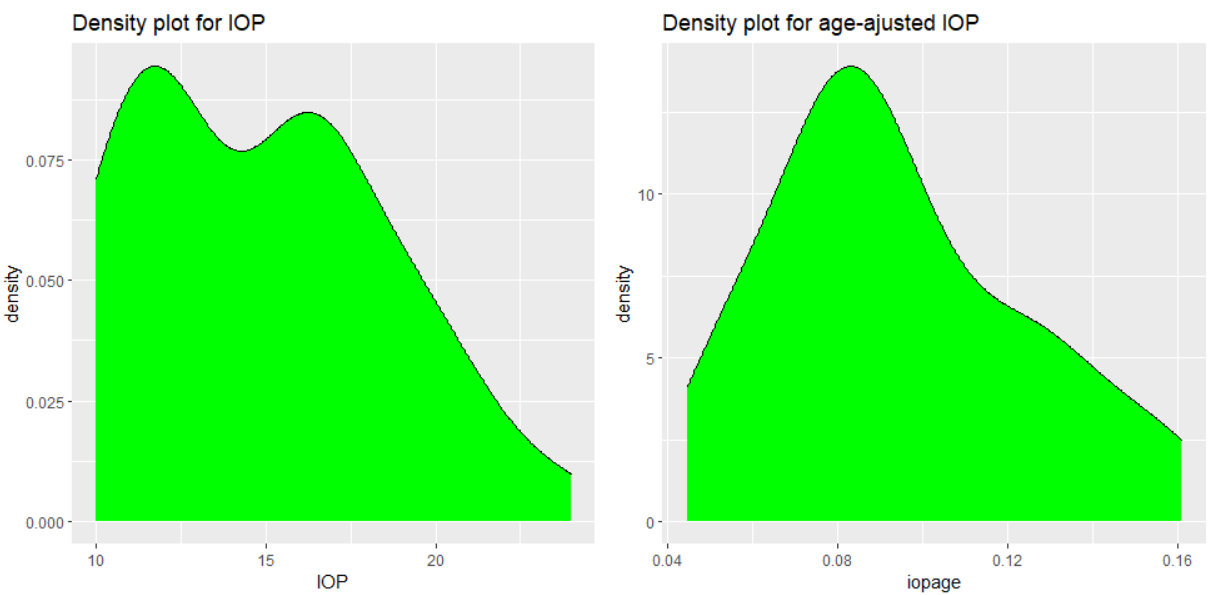 Density plot for IOP
density
0.075
0.050
0.025
0.000
10 15 20
IOP
Density plot for age-ajusted IOP
density
10
5
0
0.04 0.08 0.12 0.16
iopage